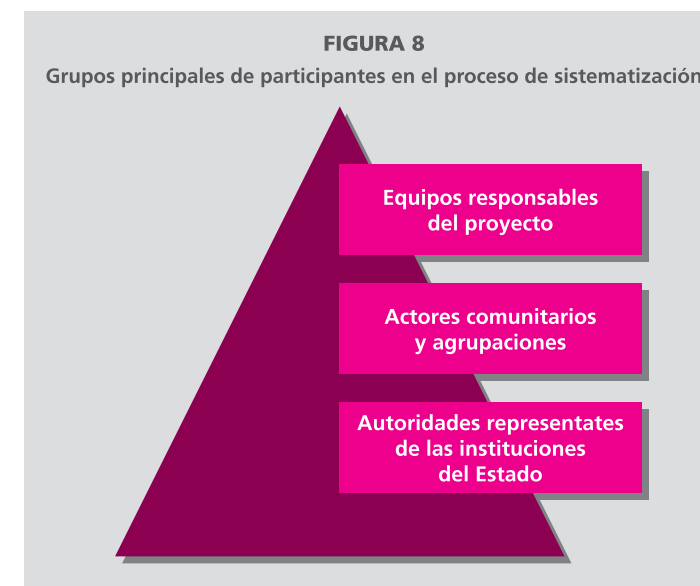 FIGURA 8
Grupos principales de participantes en el proceso de sistematización
Equipos responsables
del proyecto
Actores comunitarios
y agrupaciones
Autoridades representates
de las instituciones
del Estado